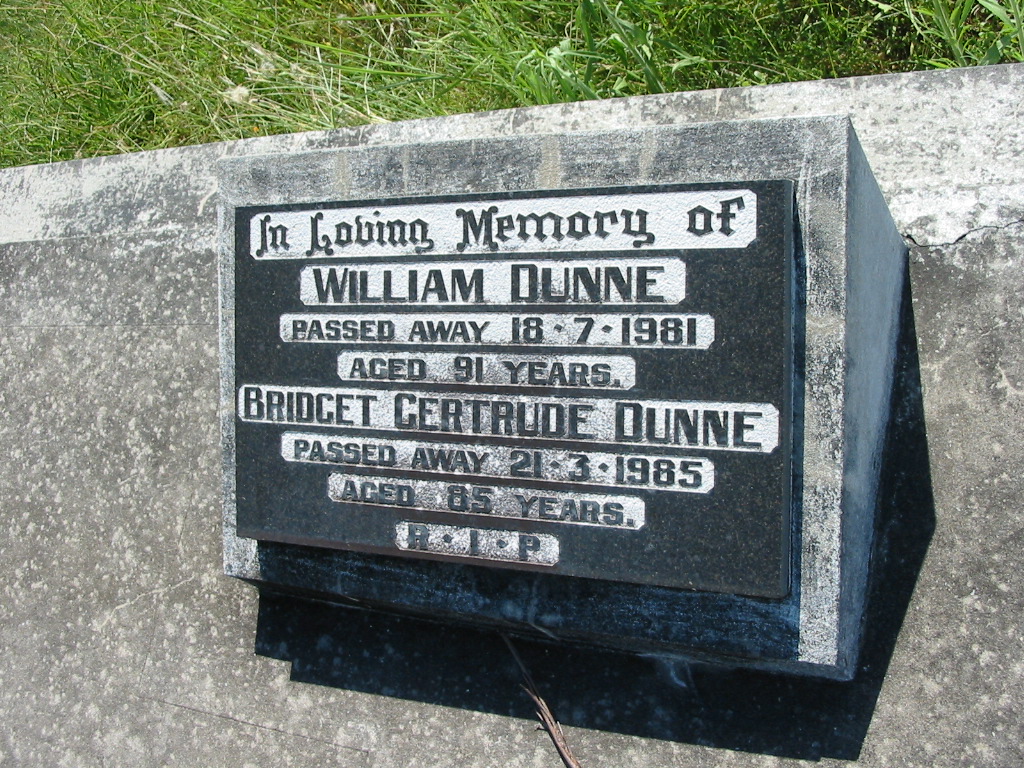 In Loving Memory of
WILLIAM DUNNE
PASSED AWAY 18·7·1981
AGED 91 YEARS.
BRIDGET GERTRUDE DUNNE
PASSED AWAY 21·3·1985
AGED 85 YEARS.
R·I·P